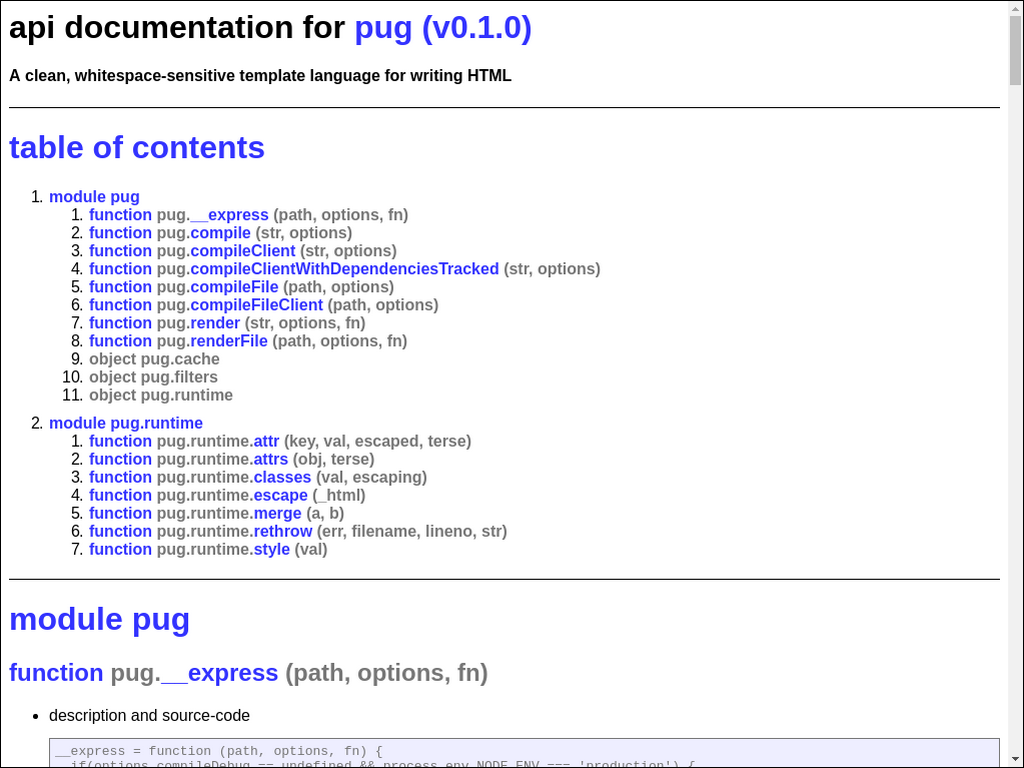 api documentation for pug (v0.1.0)
A clean, whitespace-sensitive template language for writing HTML
table of contents
1. module pug
1. function pug.__express (path, options, fn)
2. function pug.compile (str, options)
3. function pug.compileClient (str, options)
4. function pug.compileClientWithDependenciesTracked (str, options)
5. function pug.compileFile (path, options)
6. function pug.compileFileClient (path, options)
7. function pug.render (str, options, fn)
8. function pug.renderFile (path, options, fn)
9. object pug.cache
10. object pug.filters
11. object pug.runtime
2. module pug.runtime
1. function pug.runtime.attr (key, val, escaped, terse)
2. function pug.runtime.attrs (obj, terse)
3. function pug.runtime.classes (val, escaping)
4. function pug.runtime.escape (_html)
5. function pug.runtime.merge (a, b)
6. function pug.runtime.rethrow (err, filename, lineno, str)
7. function pug.runtime.style (val)
module pug
function pug.__express (path, options, fn)
• description and source-code
__express = function (path, options, fn) {
if(options.compileDebug == undefined && process.env.NODE_ENV === 'production') {